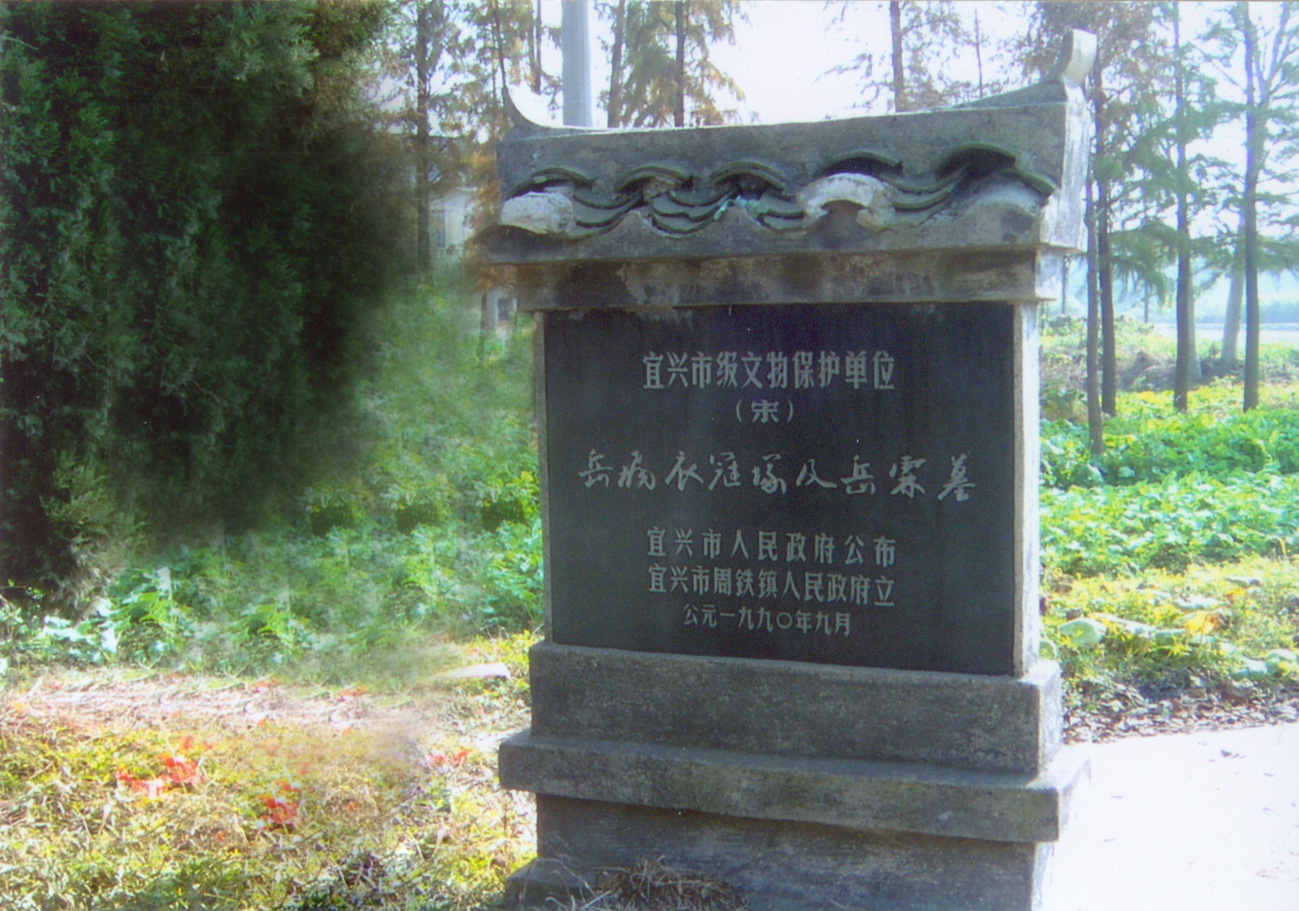 宜兴市级文物保护单位
（宋）
岳飞衣冠塚及岳霖墓
宜兴市人民政府公布
宜兴市周铁镇人民政府立
公元一九九〇年九月